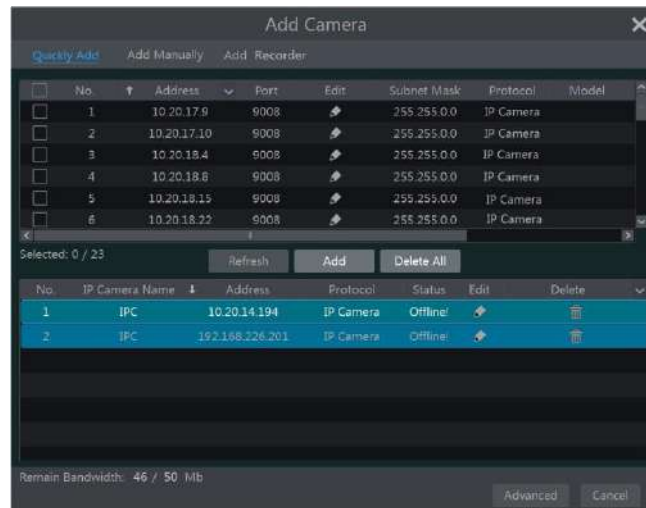 Add Camera
Quickly Add Add Manually Add Recorder
No. Address Port Edit Subnet Mask Protocol Model
1 10.20.17.9 9008 255.255.0.0 IP Camera
2 10.20.17.10 9008 255.255.0.0 IP Camera
3 10.20.18.4 9008 255.255.0.0 IP Camera
4 10.20.18.8 9008 255.255.0.0 IP Camera
5 10.20.18.15 9008 255.255.0.0 IP Camera
6 10.20.18.22 9008 255.255.0.0 IP Camera
Selected: 0 / 23
Refresh Add Delete All
No. IP Camera Name Address Protocol Status Edit Delete
1 IPC 10.20.14.194 IP Camera Offline!
2 IPC 192.168.226.201 IP Camera Offline!
Remain Bandwidth: 46 / 50 Mb
Advanced Cancel